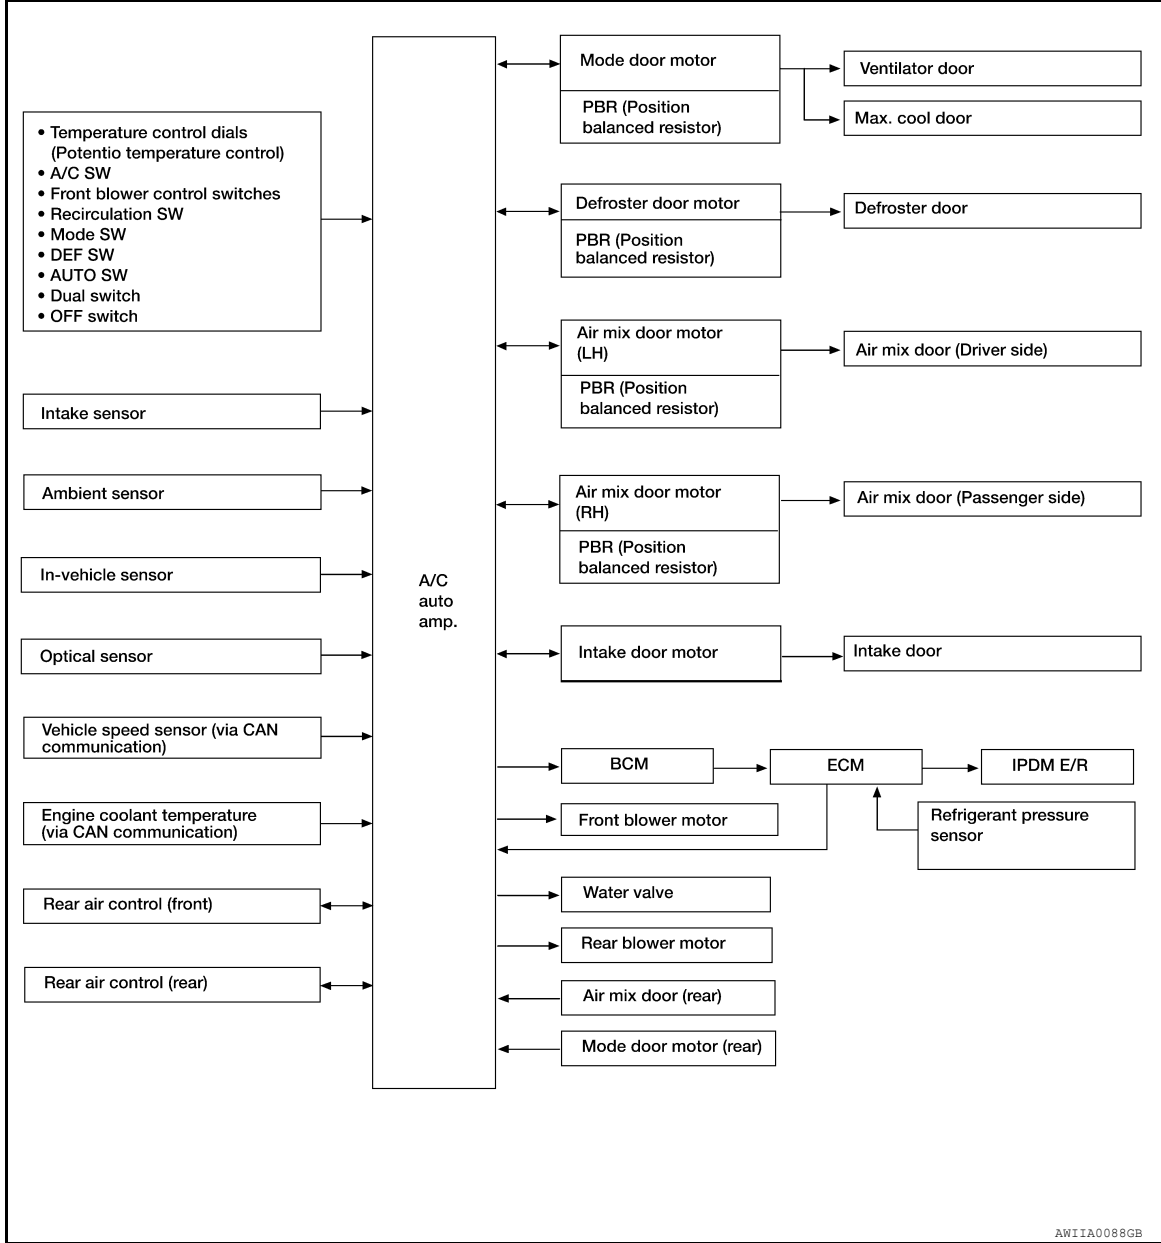 • Temperature control dials
(Potentio temperature control)
• A/C SW
• Front blower control switches
• Recirculation SW
• Mode SW
• DEF SW
• AUTO SW
• Dual switch
• OFF switch
Intake sensor
Ambient sensor
In-vehicle sensor
Optical sensor
Vehicle speed sensor (via CAN
communication)
Engine coolant temperature
(via CAN communication)
Rear air control (front)
Rear air control (rear)
A/C
auto
amp.
Mode door motor
PBR (Position
balanced resistor)
Ventilator door
Max. cool door
Defroster door motor
PBR (Position
balanced resistor)
Defroster door
Air mix door motor
(LH)
PBR (Position
balanced resistor)
Air mix door (Driver side)
Air mix door motor
(RH)
PBR (Position
balanced resistor)
Air mix door (Passenger side)
Intake door motor
Intake door
BCM
ECM
IPDM E/R
Front blower motor
Refrigerant pressure
sensor
Water valve
Rear blower motor
Air mix door (rear)
Mode door motor (rear)
AWIIA0088GB